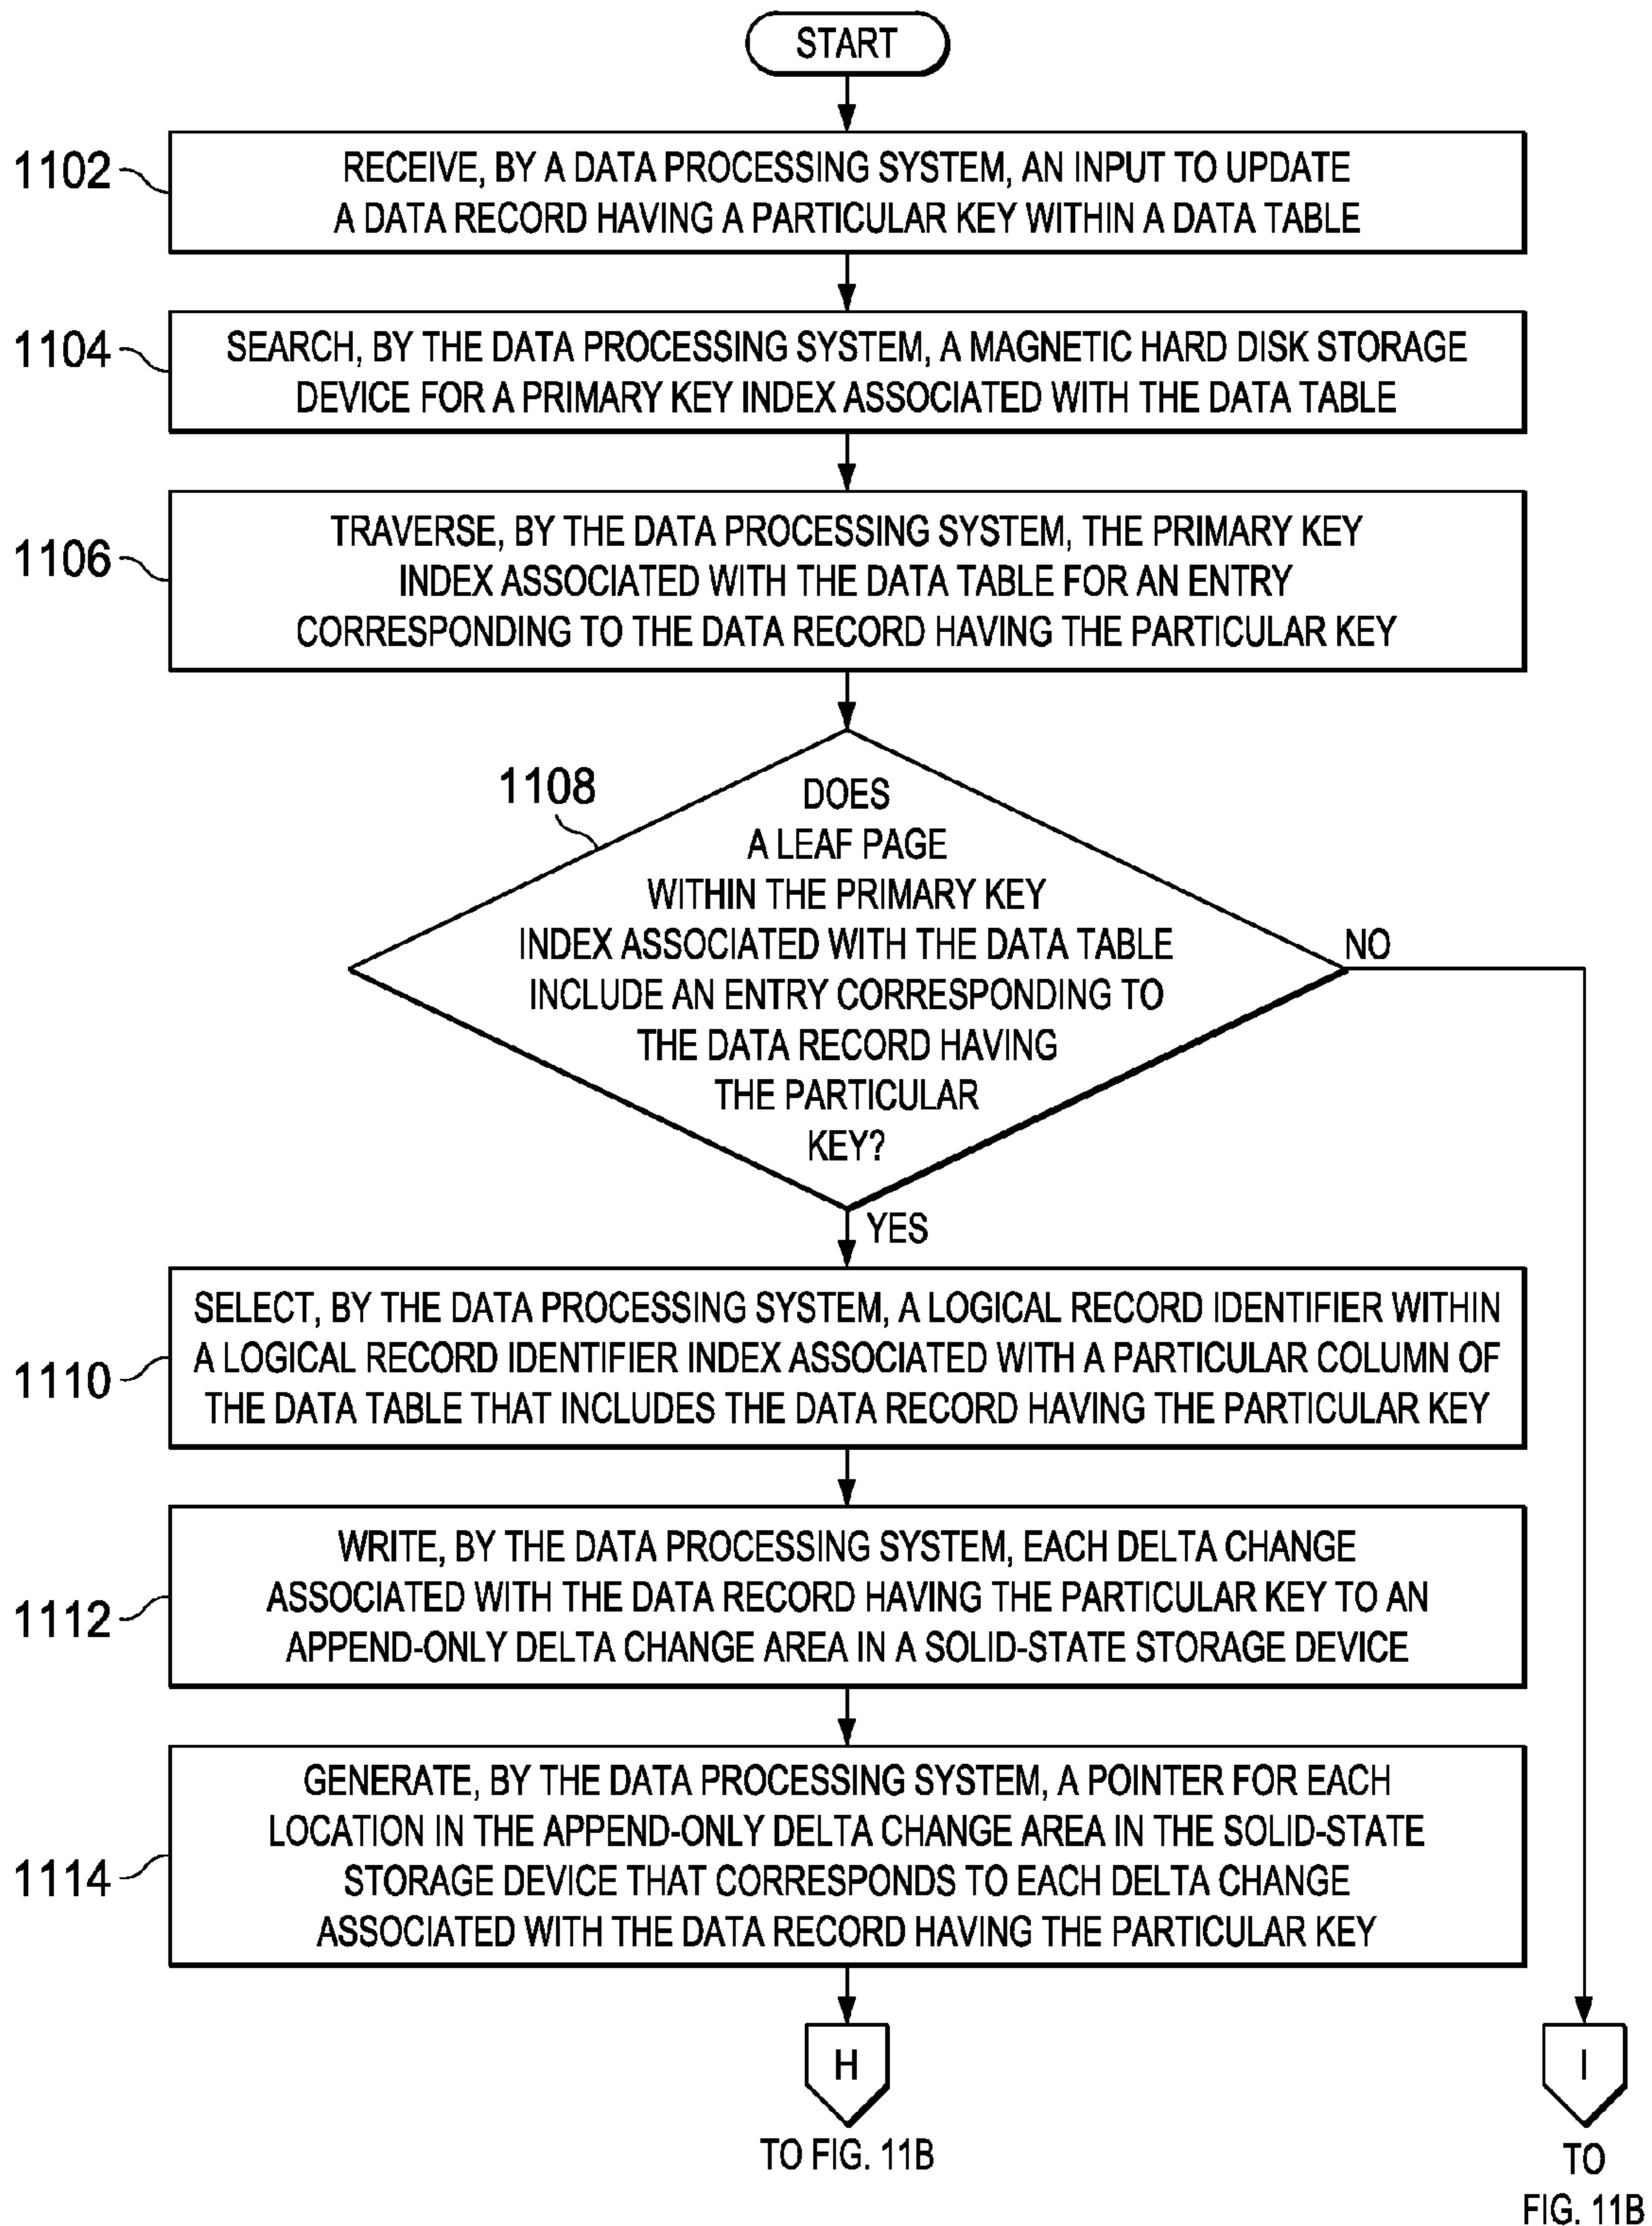 START
1102
RECEIVE, BY A DATA PROCESSING SYSTEM, AN INPUT TO UPDATE
A DATA RECORD HAVING A PARTICULAR KEY WITHIN A DATA TABLE
1104
SEARCH, BY THE DATA PROCESSING SYSTEM, A MAGNETIC HARD DISK STORAGE
DEVICE FOR A PRIMARY KEY INDEX ASSOCIATED WITH THE DATA TABLE
1106
TRAVERSE, BY THE DATA PROCESSING SYSTEM, THE PRIMARY KEY
INDEX ASSOCIATED WITH THE DATA TABLE FOR AN ENTRY
CORRESPONDING TO THE DATA RECORD HAVING THE PARTICULAR KEY
1108
DOES
A LEAF PAGE
WITHIN THE PRIMARY KEY
INDEX ASSOCIATED WITH THE DATA TABLE
INCLUDE AN ENTRY CORRESPONDING TO
THE DATA RECORD HAVING
THE PARTICULAR
KEY?
NO
YES
1110
SELECT, BY THE DATA PROCESSING SYSTEM, A LOGICAL RECORD IDENTIFIER WITHIN
A LOGICAL RECORD IDENTIFIER INDEX ASSOCIATED WITH A PARTICULAR COLUMN OF
THE DATA TABLE THAT INCLUDES THE DATA RECORD HAVING THE PARTICULAR KEY
1112
WRITE, BY THE DATA PROCESSING SYSTEM, EACH DELTA CHANGE
ASSOCIATED WITH THE DATA RECORD HAVING THE PARTICULAR KEY TO AN
APPEND-ONLY DELTA CHANGE AREA IN A SOLID-STATE STORAGE DEVICE
1114
GENERATE, BY THE DATA PROCESSING SYSTEM, A POINTER FOR EACH
LOCATION IN THE APPEND-ONLY DELTA CHANGE AREA IN THE SOLID-STATE
STORAGE DEVICE THAT CORRESPONDS TO EACH DELTA CHANGE
ASSOCIATED WITH THE DATA RECORD HAVING THE PARTICULAR KEY
H
TO FIG. 11B
I
TO
FIG. 11B